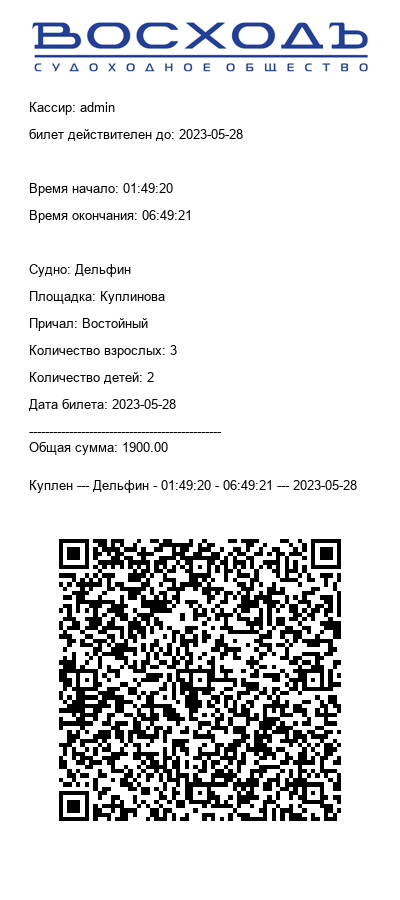 ВОСХОДЪ
СУДОХОДНОЕ ОБЩЕСТВО
Кассир: admin
билет действителен до: 2023-05-28
Время начало: 01:49:20
Время окончания: 06:49:21
Судно: Дельфин
Площадка: Куплинова
Причал: Востойный
Количество взрослых: 3
Количество детей: 2
Дата билета: 2023-05-28
------------------------------------------------
Общая сумма: 1900.00
Куплен --- Дельфин - 01:49:20 - 06:49:21 --- 2023-05-28